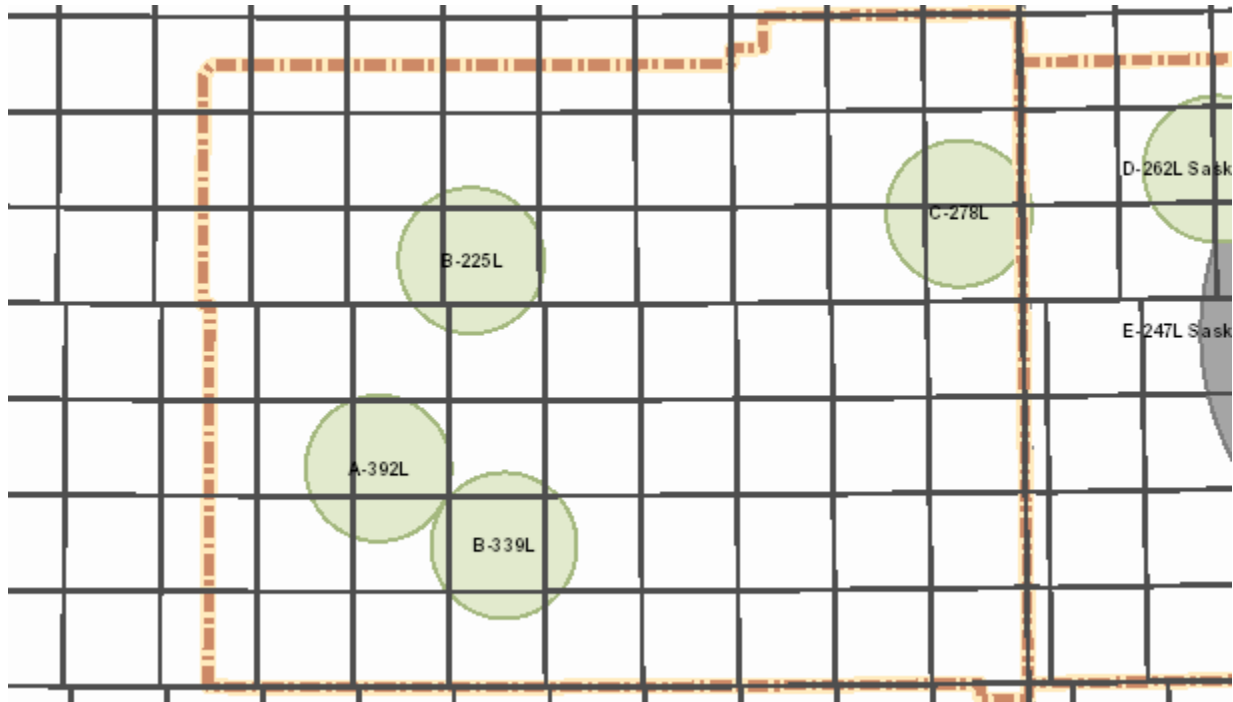 D-262L Sask
C-278L
B-225L
E-247L Sask
A-392L
B-339L